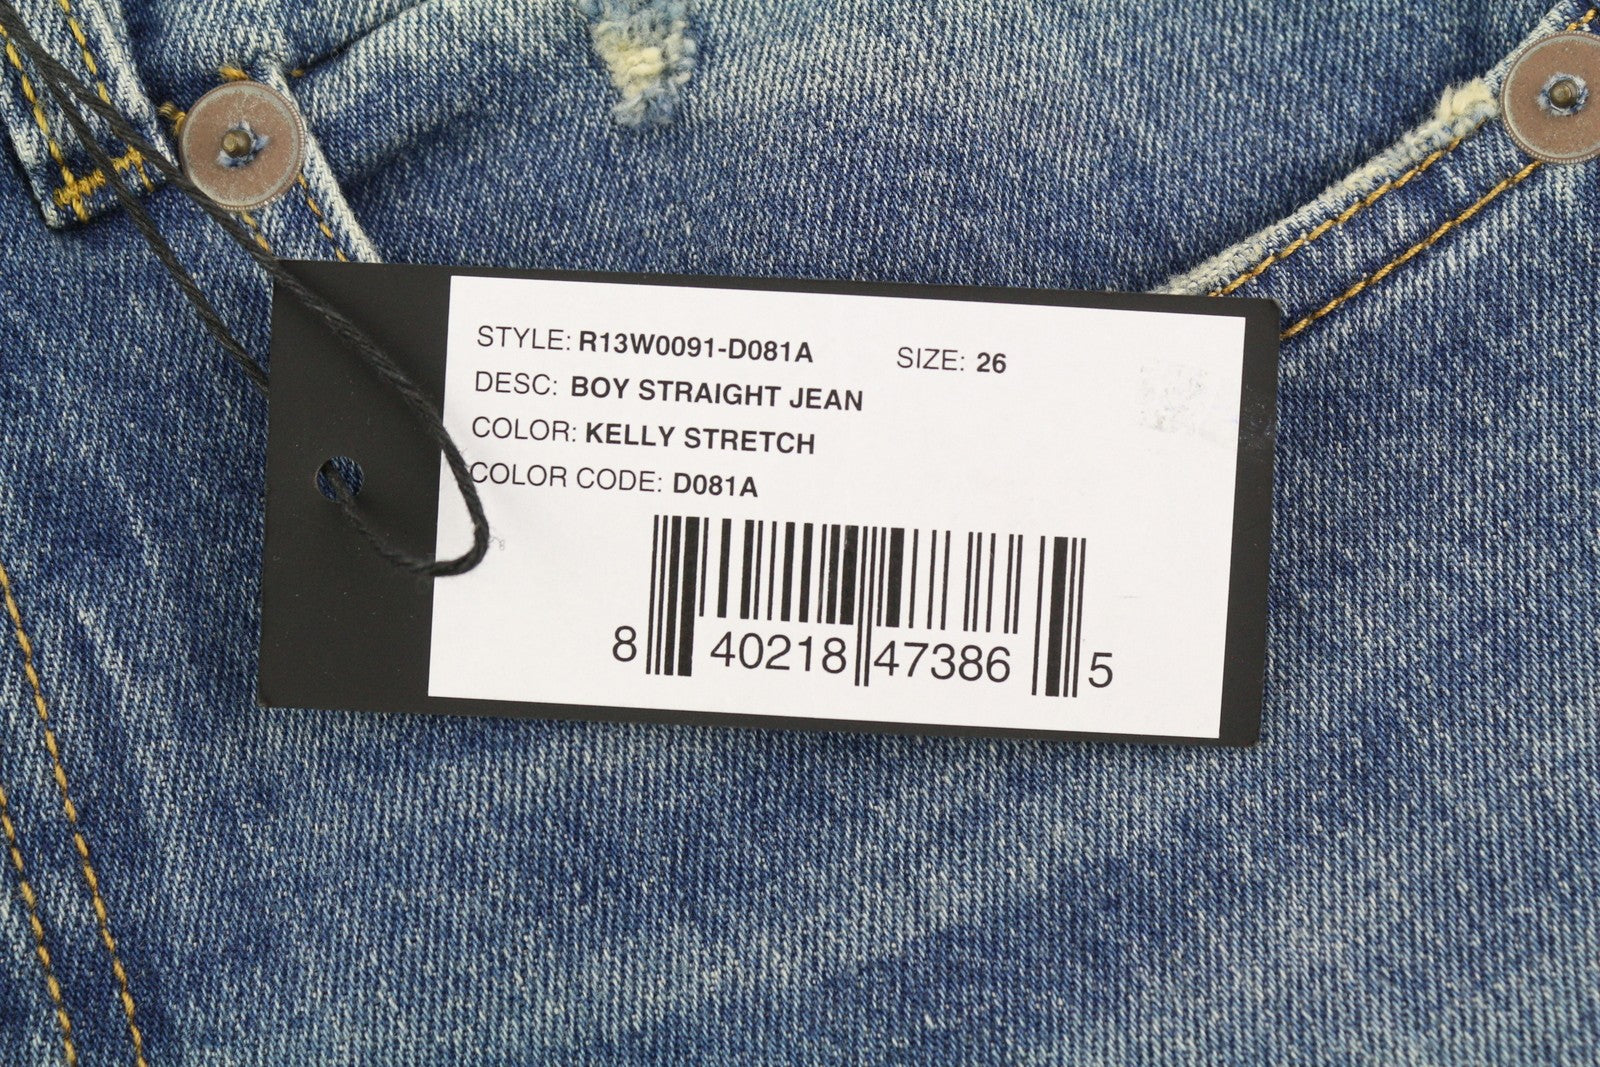 STYLE: R13W0091-D081A SIZE: 26
DESC: BOY STRAIGHT JEAN
COLOR: KELLY STRETCH
COLOR CODE: D081A
8 40218 47386 5